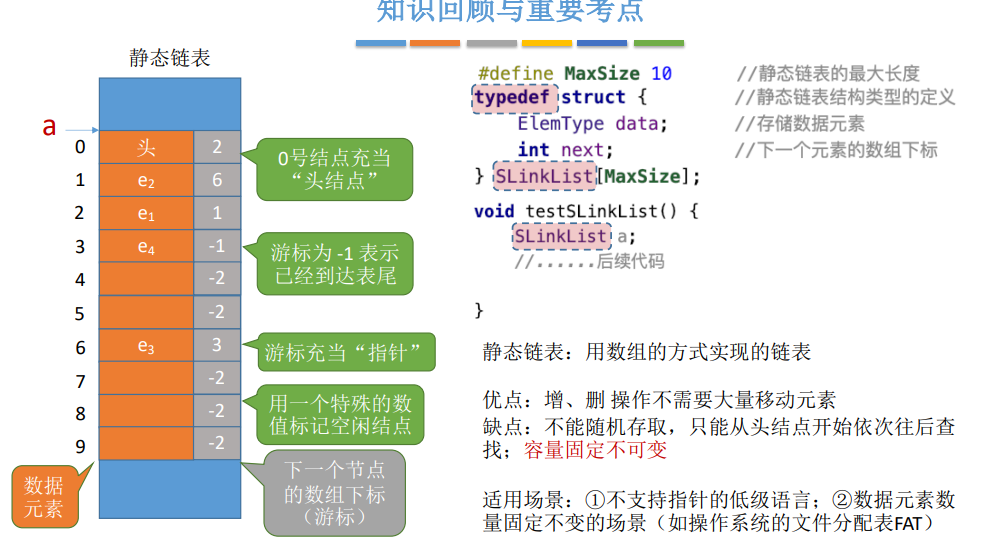 知识回顾与重要考点
静态链表
a
0 头 2
1 e₂ 6
2 e₁ 1
3 e₄ -1
4 -2
5 -2
6 e₃ 3
7 -2
8 -2
9 -2
0号结点充当
“头结点”
游标为 -1 表示
已经到达表尾
游标充当“指针”
用一个特殊的数
值标记空闲结点
数据
元素
下一个节点
的数组下标
（游标）
#define MaxSize 10 //静态链表的最大长度
typedef struct { //静态链表结构类型的定义
ElemType data; //存储数据元素
int next; //下一个元素的数组下标
} SLinkList[MaxSize];
void testSLinkList() {
SLinkList a;
//......后续代码
}
静态链表：用数组的方式实现的链表
优点：增、删 操作不需要大量移动元素
缺点：不能随机存取，只能从头结点开始依次往后查
找；容量固定不可变
适用场景：①不支持指针的低级语言；②数据元素数
量固定不变的场景（如操作系统的文件分配表FAT）